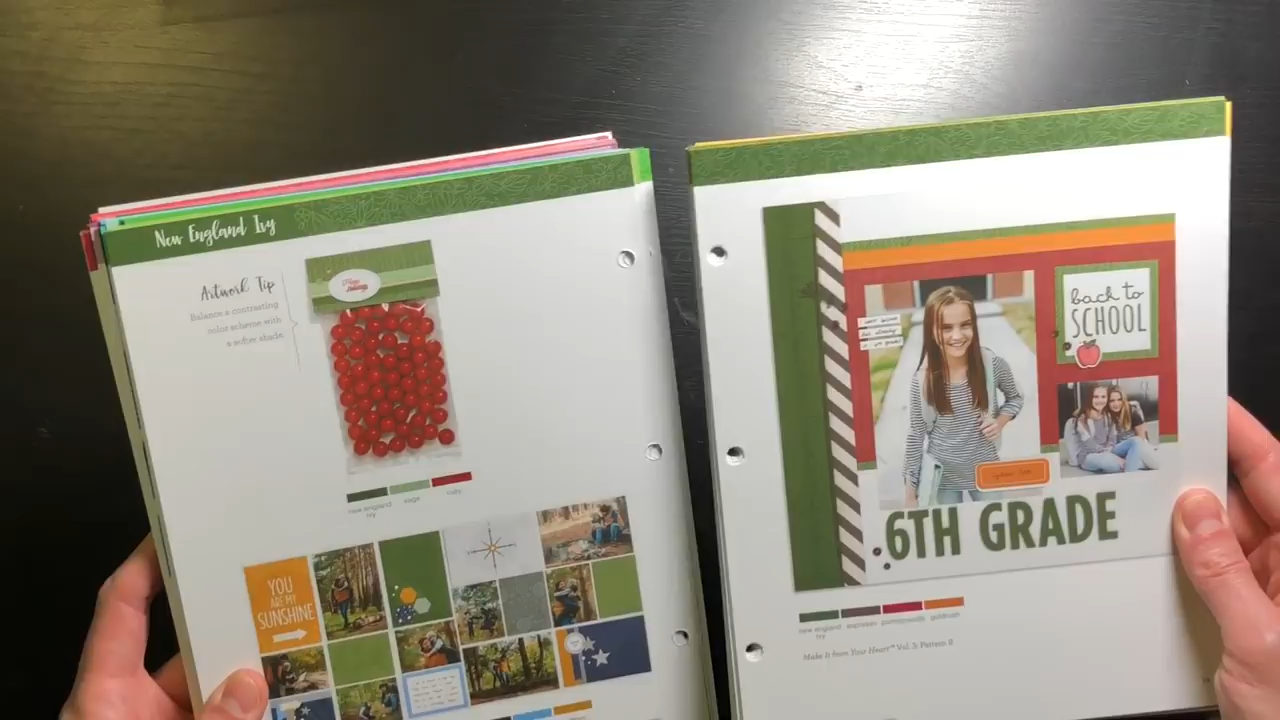 New England Ivy
Artwork Tip
Balance a contrasting
color scheme with
a softer shade.
new england
ivy
sage
ruby
YOU
ARE MY
SUNSHINE
back to
SCHOOL
6TH GRADE
new england
ivy
espresso
pomegranate
goldrush
Make It from Your Heart™ Vol. 3: Pattern 9